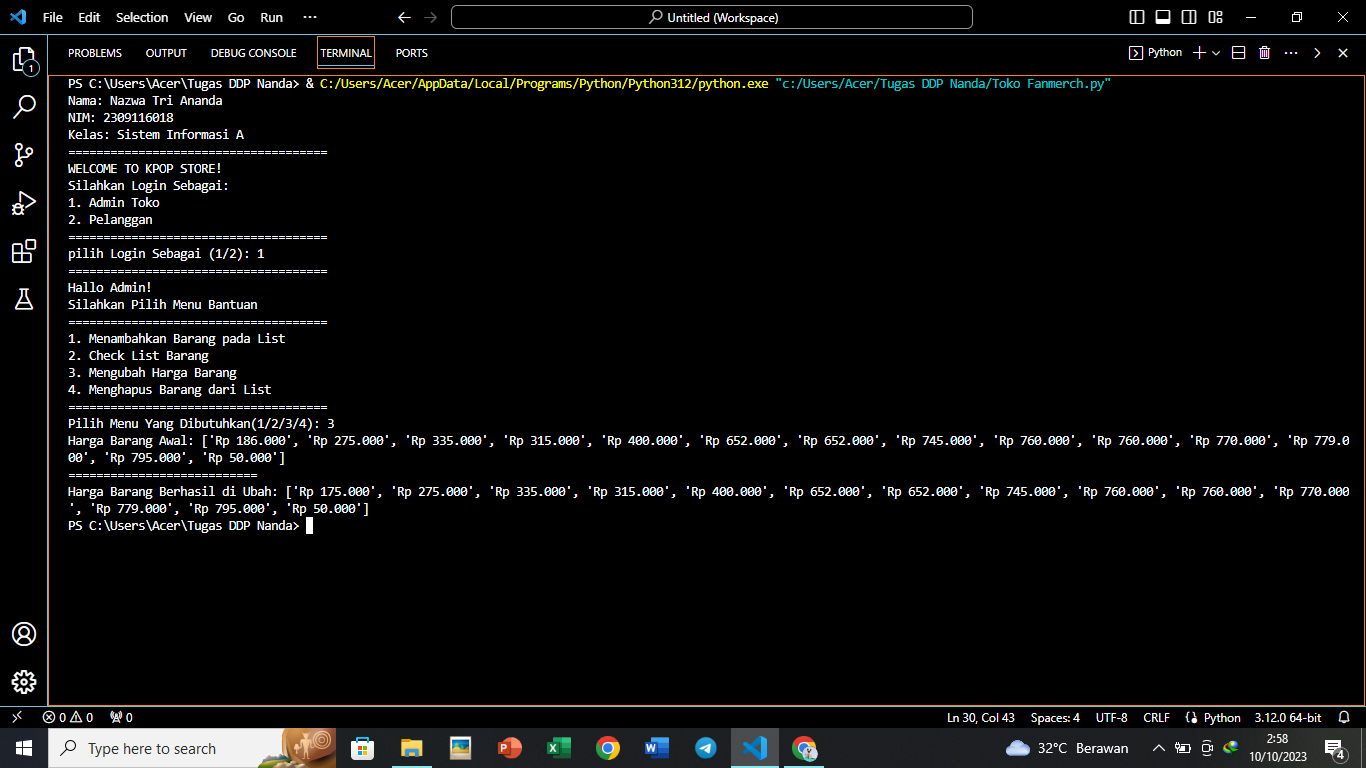 File Edit Selection View Go Run ··· Untitled (Workspace)
PROBLEMS OUTPUT DEBUG CONSOLE TERMINAL PORTS Python
1
PS C:\Users\Acer\Tugas DDP Nanda> & C:/Users/Acer/AppData/Local/Programs/Python/Python312/python.exe "c:/Users/Acer/Tugas DDP Nanda/Toko Fanmerch.py"
Nama: Nazwa Tri Ananda
NIM: 2309116018
Kelas: Sistem Informasi A
=====================================
WELCOME TO KPOP STORE!
Silahkan Login Sebagai:
1. Admin Toko
2. Pelanggan
=====================================
pilih Login Sebagai (1/2): 1
=====================================
Hallo Admin!
Silahkan Pilih Menu Bantuan
=====================================
1. Menambahkan Barang pada List
2. Check List Barang
3. Mengubah Harga Barang
4. Menghapus Barang dari List
=====================================
Pilih Menu Yang Dibutuhkan(1/2/3/4): 3
Harga Barang Awal: ['Rp 186.000', 'Rp 275.000', 'Rp 335.000', 'Rp 315.000', 'Rp 400.000', 'Rp 652.000', 'Rp 652.000', 'Rp 745.000', 'Rp 760.000', 'Rp 760.000', 'Rp 770.000', 'Rp 779.0
00', 'Rp 795.000', 'Rp 50.000']
===========================
Harga Barang Berhasil di Ubah: ['Rp 175.000', 'Rp 275.000', 'Rp 335.000', 'Rp 315.000', 'Rp 400.000', 'Rp 652.000', 'Rp 652.000', 'Rp 745.000', 'Rp 760.000', 'Rp 760.000', 'Rp 770.000
', 'Rp 779.000', 'Rp 795.000', 'Rp 50.000']
PS C:\Users\Acer\Tugas DDP Nanda>
0 0 0 Ln 30, Col 43 Spaces: 4 UTF-8 CRLF Python 3.12.0 64-bit
Type here to search 32°C Berawan 2:58
10/10/2023 4